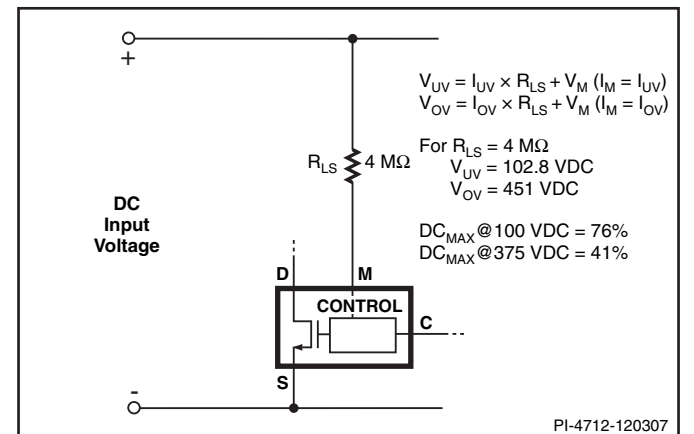 +
V_UV = I_UV × R_LS + V_M (I_M = I_UV)
V_OV = I_OV × R_LS + V_M (I_M = I_OV)
For R_LS = 4 MΩ
V_UV = 102.8 VDC
V_OV = 451 VDC
DC_MAX@100 VDC = 76%
DC_MAX@375 VDC = 41%
R_LS 4 MΩ
DC
Input
Voltage
D M
CONTROL
C
S
-
PI-4712-120307